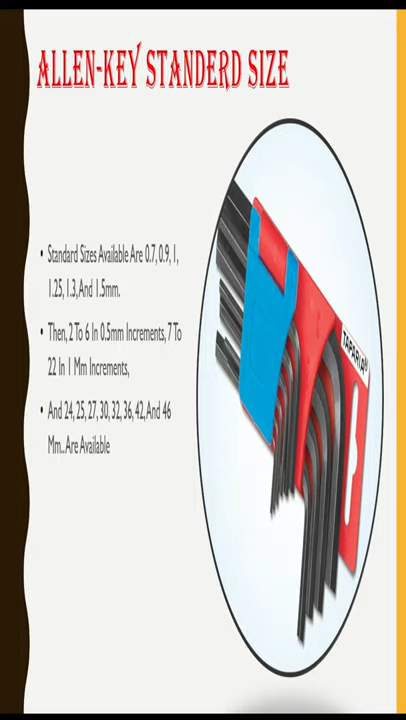 ALLEN-KEY STANDERD SIZE
• Standard Sizes Available Are 0.7, 0.9, 1,
1.25, 1.3, And 1.5mm.
• Then, 2 To 6 In 0.5mm Increments, 7 To
22 In 1 Mm Increments,
• And 24, 25, 27, 30, 32, 36, 42, And 46
Mm.. Are Available
TAPARIA®